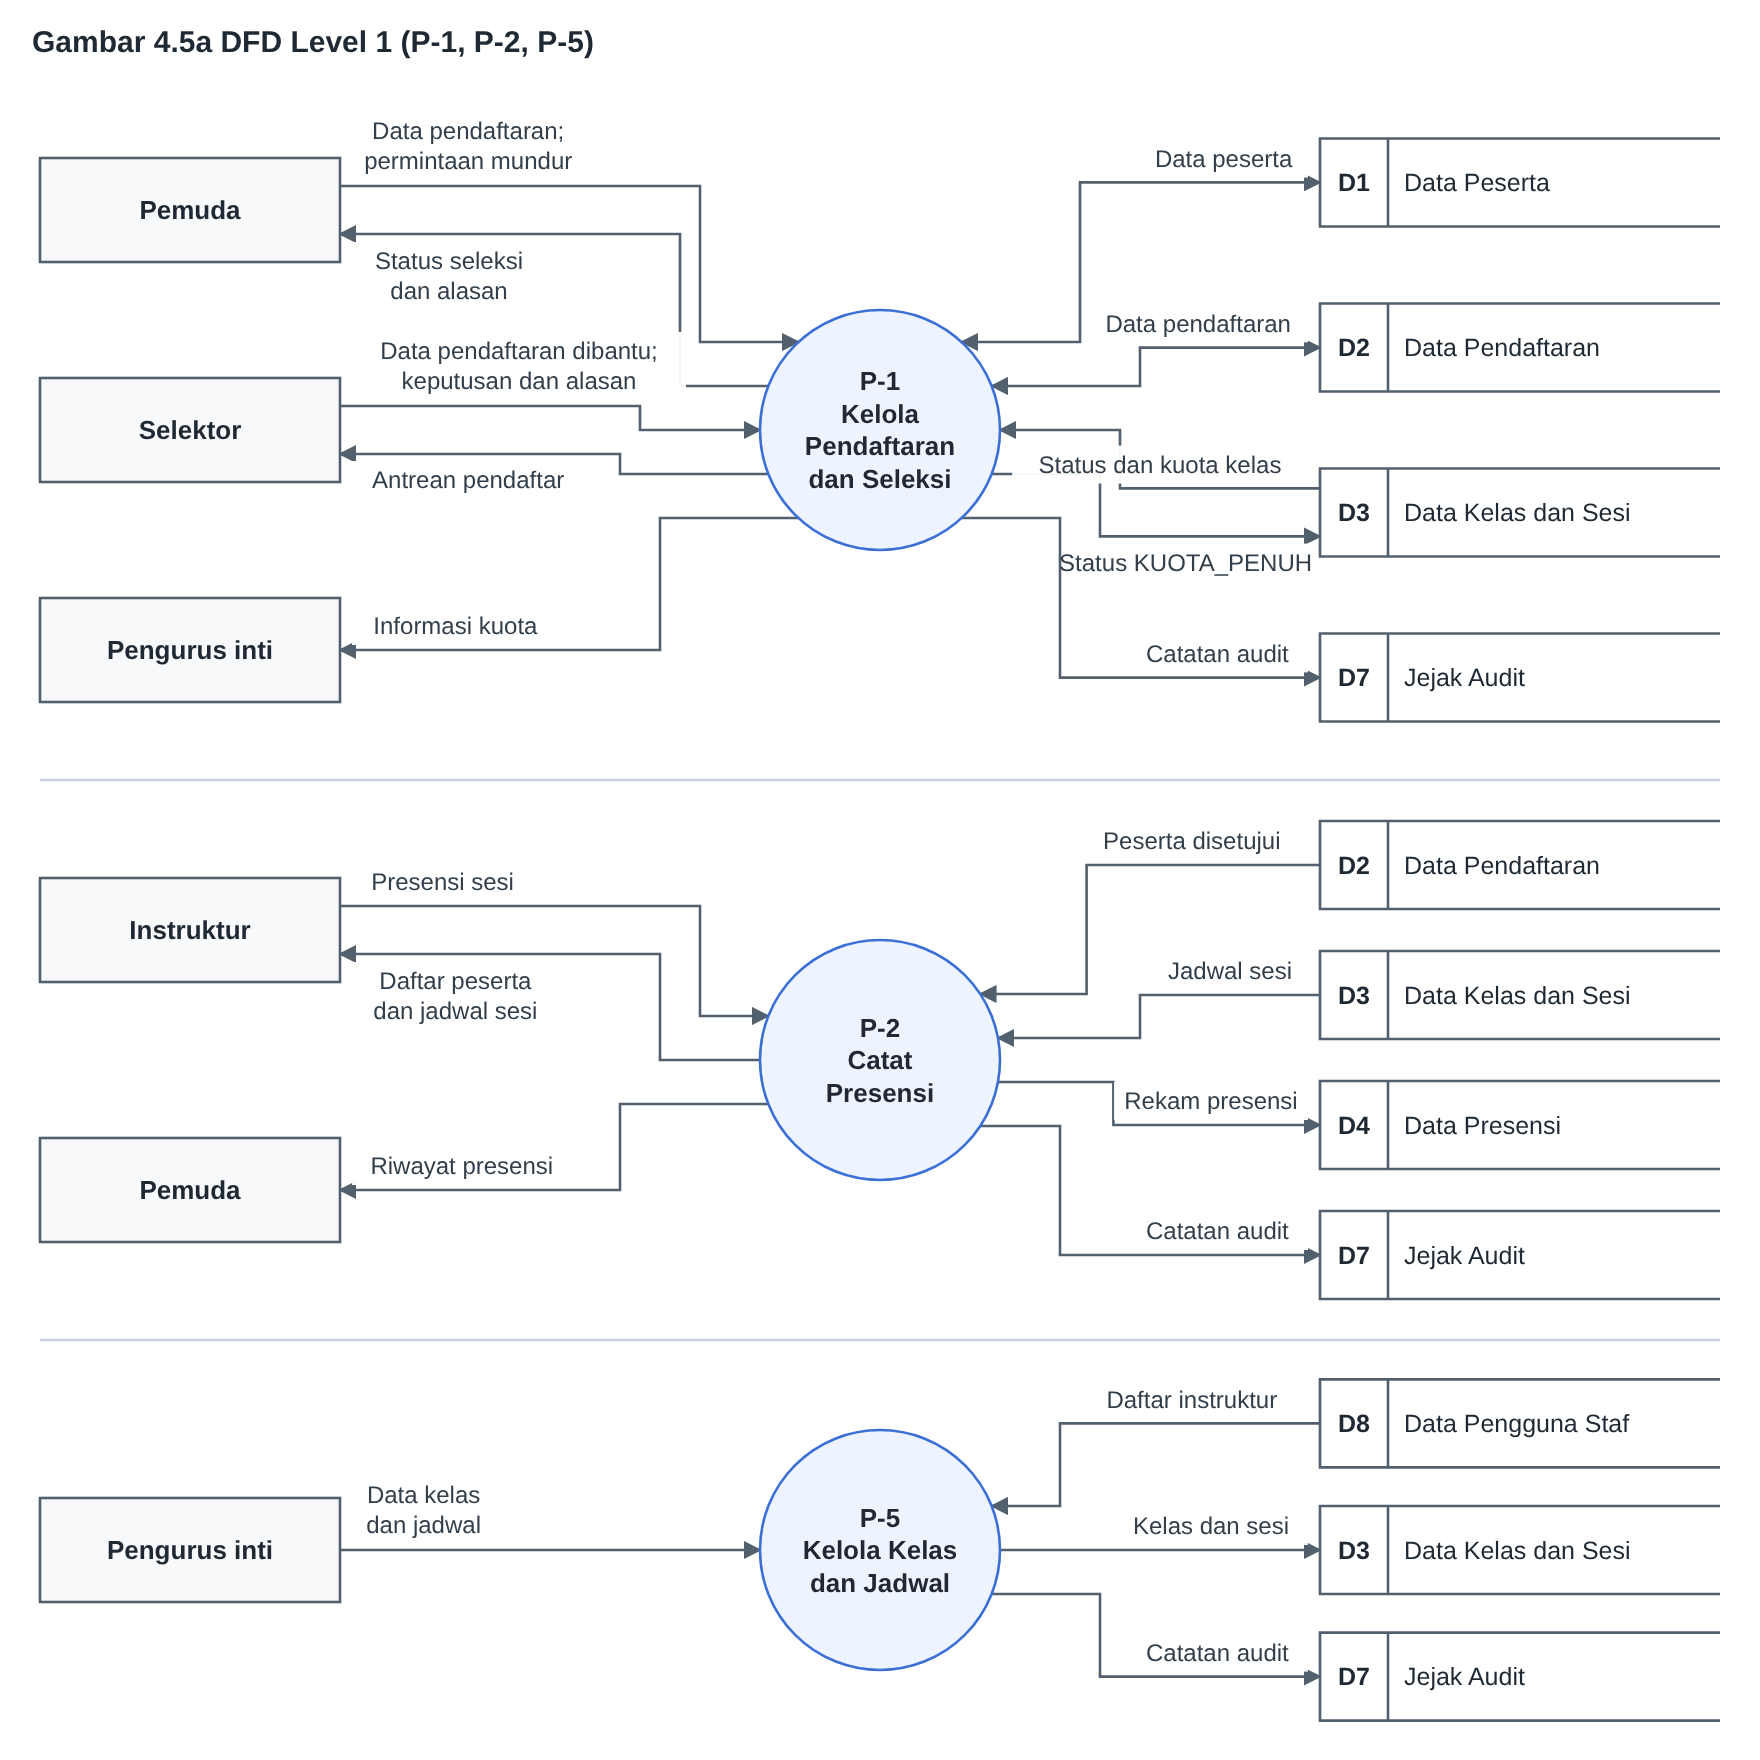 Gambar 4.5a DFD Level 1 (P-1, P-2, P-5)
Data pendaftaran;
permintaan mundur
Pemuda
Status seleksi
dan alasan
Data pendaftaran dibantu;
keputusan dan alasan
Selektor
Antrean pendaftar
Informasi kuota
Pengurus inti
P-1
Kelola
Pendaftaran
dan Seleksi
Data peserta
D1 Data Peserta
Data pendaftaran
D2 Data Pendaftaran
Status dan kuota kelas
D3 Data Kelas dan Sesi
Status KUOTA_PENUH
Catatan audit
D7 Jejak Audit
Presensi sesi
Instruktur
Daftar peserta
dan jadwal sesi
Riwayat presensi
Pemuda
P-2
Catat
Presensi
Peserta disetujui
D2 Data Pendaftaran
Jadwal sesi
D3 Data Kelas dan Sesi
Rekam presensi
D4 Data Presensi
Catatan audit
D7 Jejak Audit
Data kelas
dan jadwal
Pengurus inti
P-5
Kelola Kelas
dan Jadwal
Daftar instruktur
D8 Data Pengguna Staf
Kelas dan sesi
D3 Data Kelas dan Sesi
Catatan audit
D7 Jejak Audit